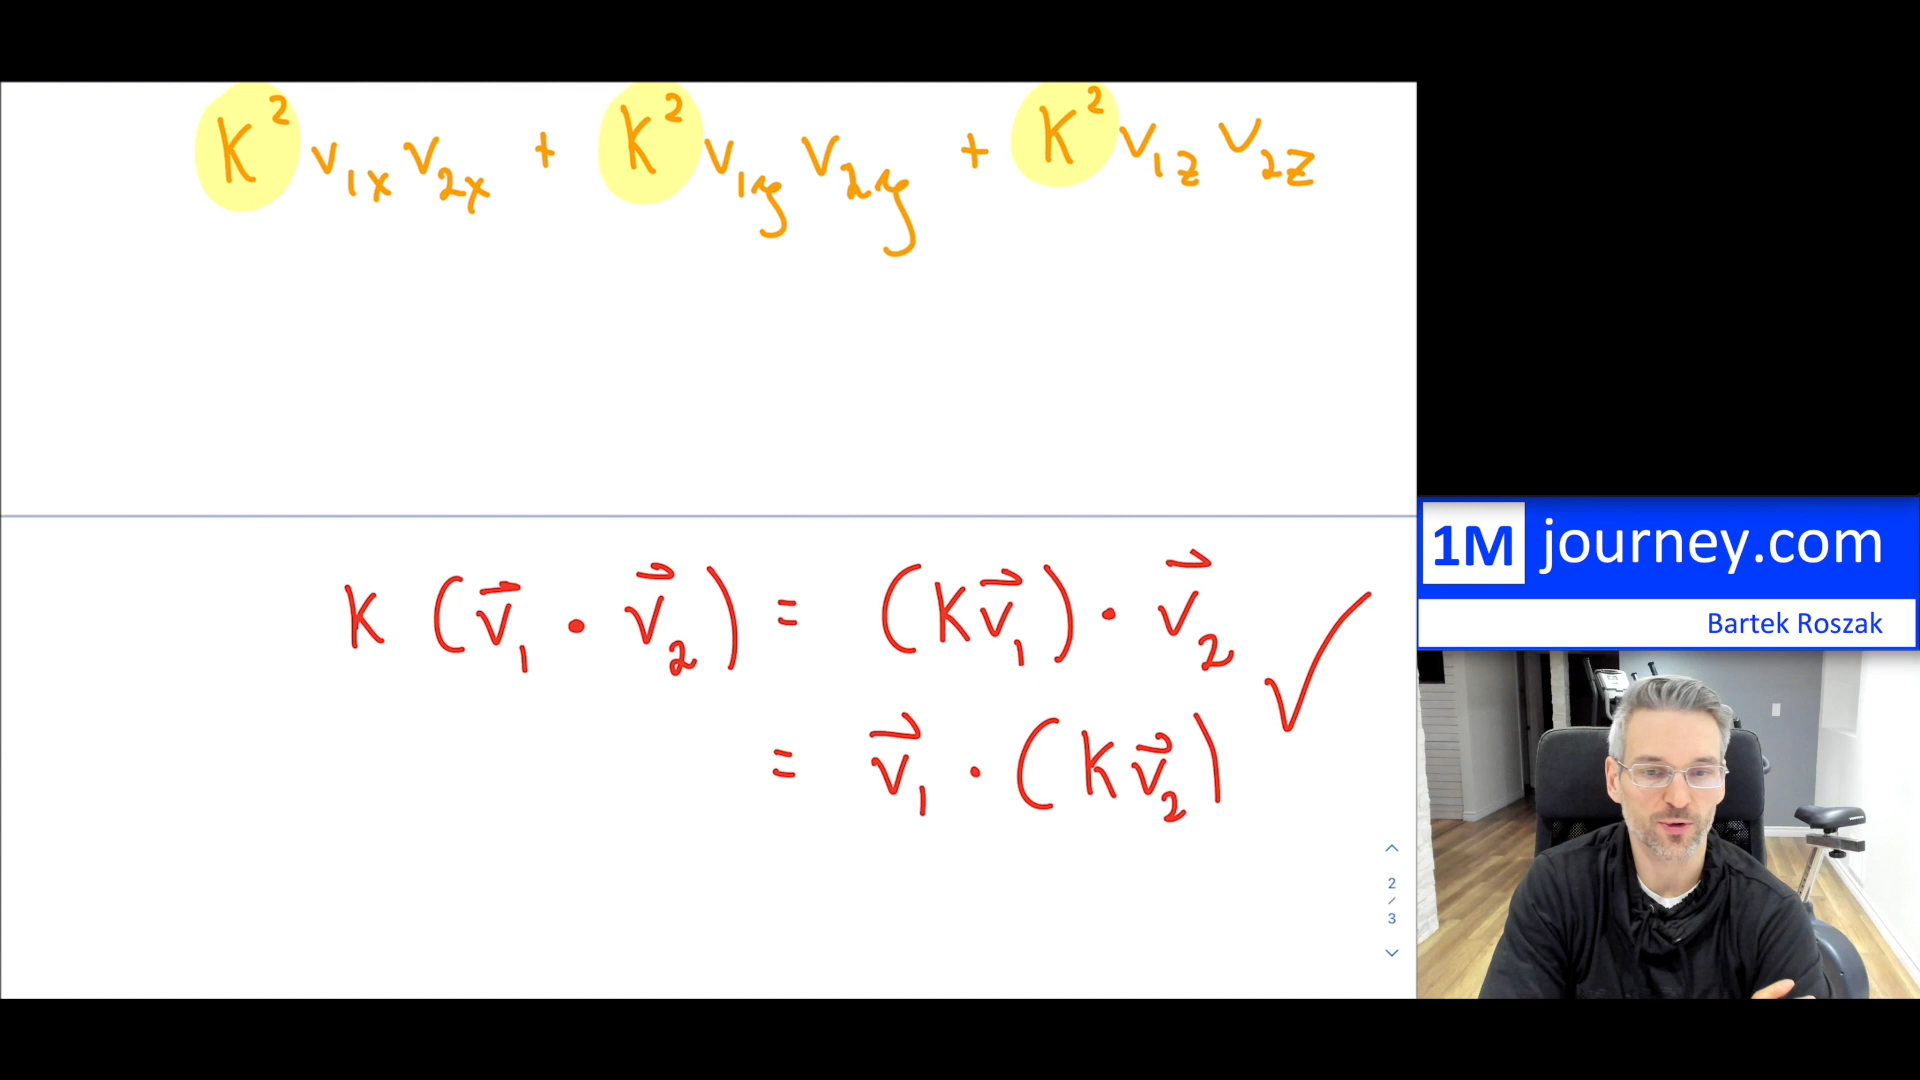 K² v₁ₓ v₂ₓ + K² v₁y v₂y + K² v₁z v₂z
K (v⃗₁ • v⃗₂) = (K v⃗₁) • v⃗₂ ✓
= v⃗₁ • (K v⃗₂)
2
/
3
1M journey.com
Bartek Roszak